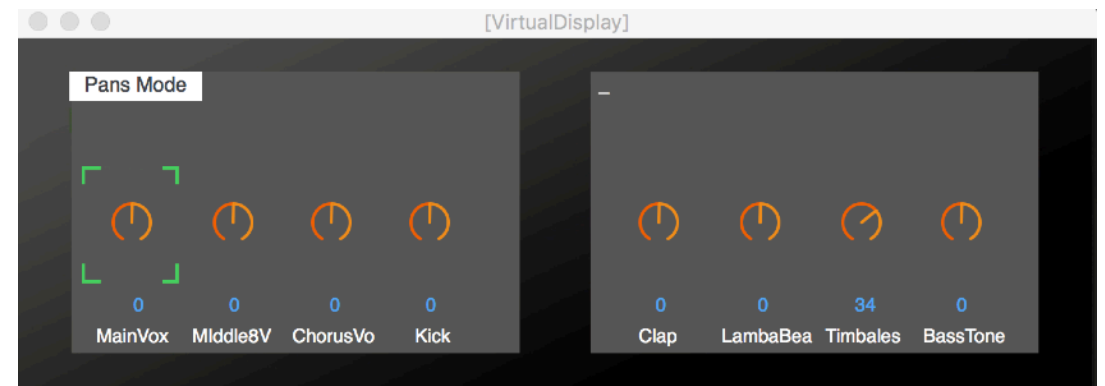 [VirtualDisplay]
Pans Mode
–
0 0 0 0
MainVox MIddle8V ChorusVo Kick
0 0 34 0
Clap LambaBea Timbales BassTone